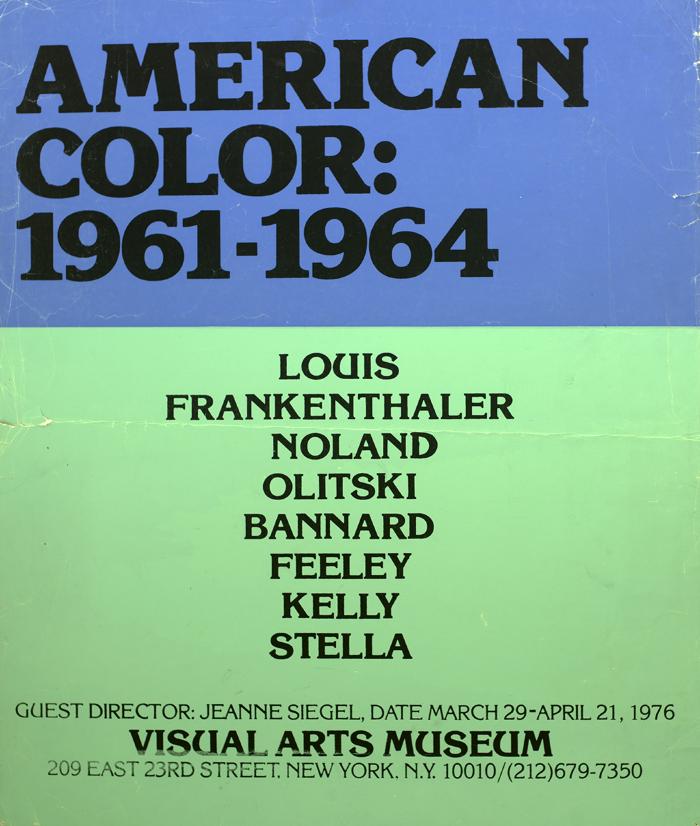 AMERICAN
COLOR:
1961-1964
LOUIS
FRANKENTHALER
NOLAND
OLITSKI
BANNARD
FEELEY
KELLY
STELLA
GUEST DIRECTOR: JEANNE SIEGEL, DATE MARCH 29-APRIL 21, 1976
VISUAL ARTS MUSEUM
209 EAST 23RD STREET, NEW YORK, N.Y. 10010/(212)679-7350